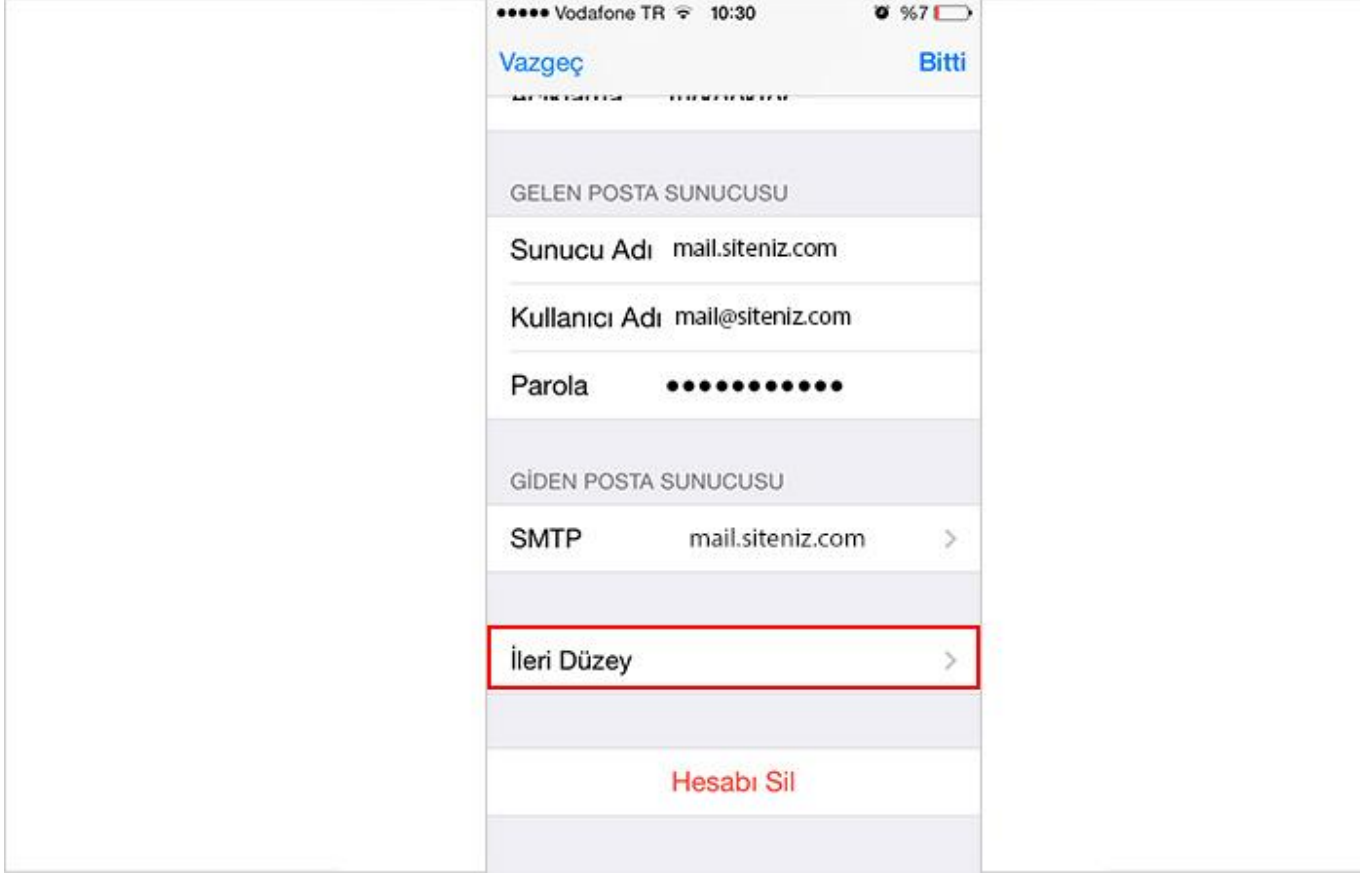 Vodafone TR 10:30 %7
Vazgeç Bitti
GELEN POSTA SUNUCUSU
Sunucu Adı mail.siteniz.com
Kullanıcı Adı mail@siteniz.com
Parola ●●●●●●●●●●●
GİDEN POSTA SUNUCUSU
SMTP mail.siteniz.com
İleri Düzey
Hesabı Sil